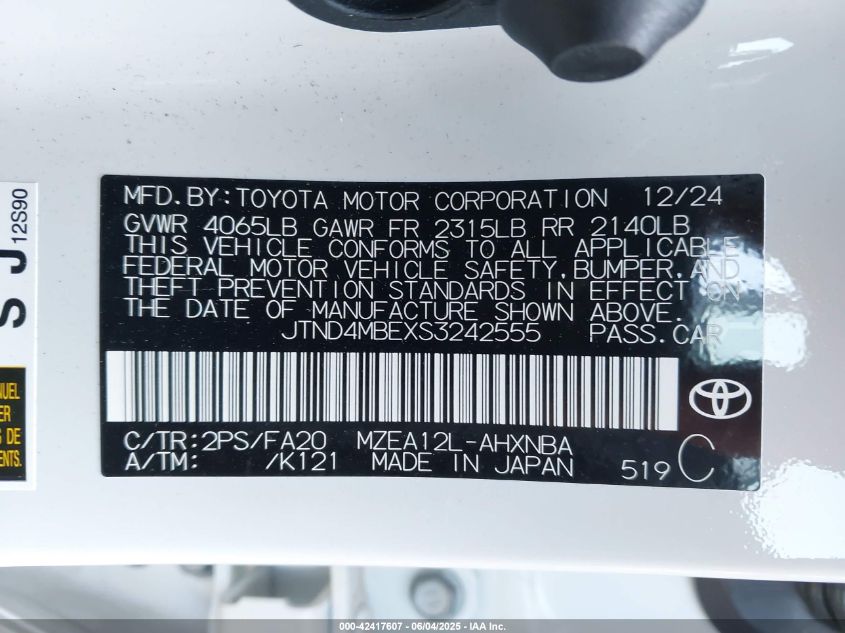 MFD.BY:TOYOTA MOTOR CORPORATION 12/24
GVWR 4065LB GAWR FR 2315LB RR 2140LB
THIS VEHICLE CONFORMS TO ALL APPLICABLE
FEDERAL MOTOR VEHICLE SAFETY,BUMPER,AND
THEFT PREVENTION STANDARDS IN EFFECT ON
THE DATE OF MANUFACTURE SHOWN ABOVE.
JTND4MBEXS3242555 PASS.CAR
C/TR:2PS/FA20 MZEA12L-AHXNBA
A/TM: /K121 MADE IN JAPAN 519 C
S J
12S90
DE
ENTS.
000-42417607 - 06/04/2025 - IAA Inc.